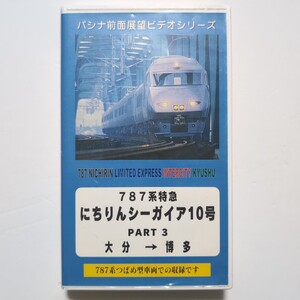 パシナ前面展望ビデオシリーズ
787 NICHIRIN LIMITED EXPRESS INTERCITY KYUSHU
787系特急
にちりんシーガイア10号
PART 3
大分 → 博多
787系つばめ型車両での収録です